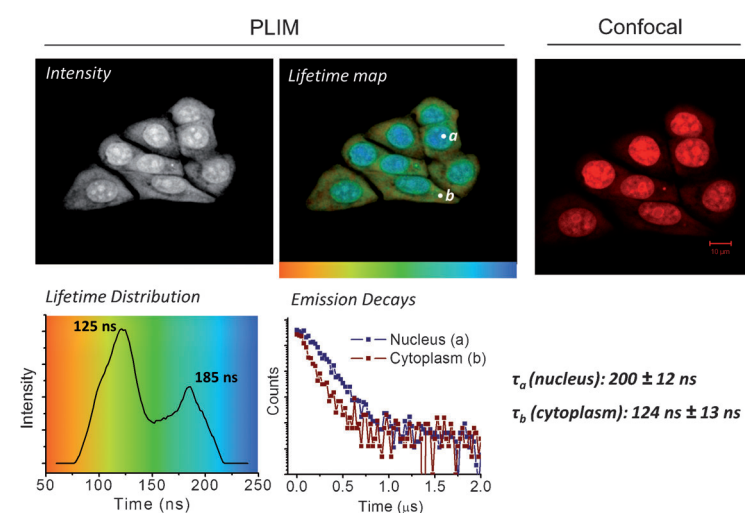 PLIM
Confocal
Intensity
Lifetime map
a
b
10 µm
Lifetime Distribution
Emission Decays
125 ns
185 ns
Nucleus (a)
Cytoplasm (b)
Intensity
Counts
τa (nucleus): 200 ± 12 ns
τb (cytoplasm): 124 ns ± 13 ns
50 100 150 200 250
0.0 0.5 1.0 1.5 2.0
Time (ns)
Time (µs)